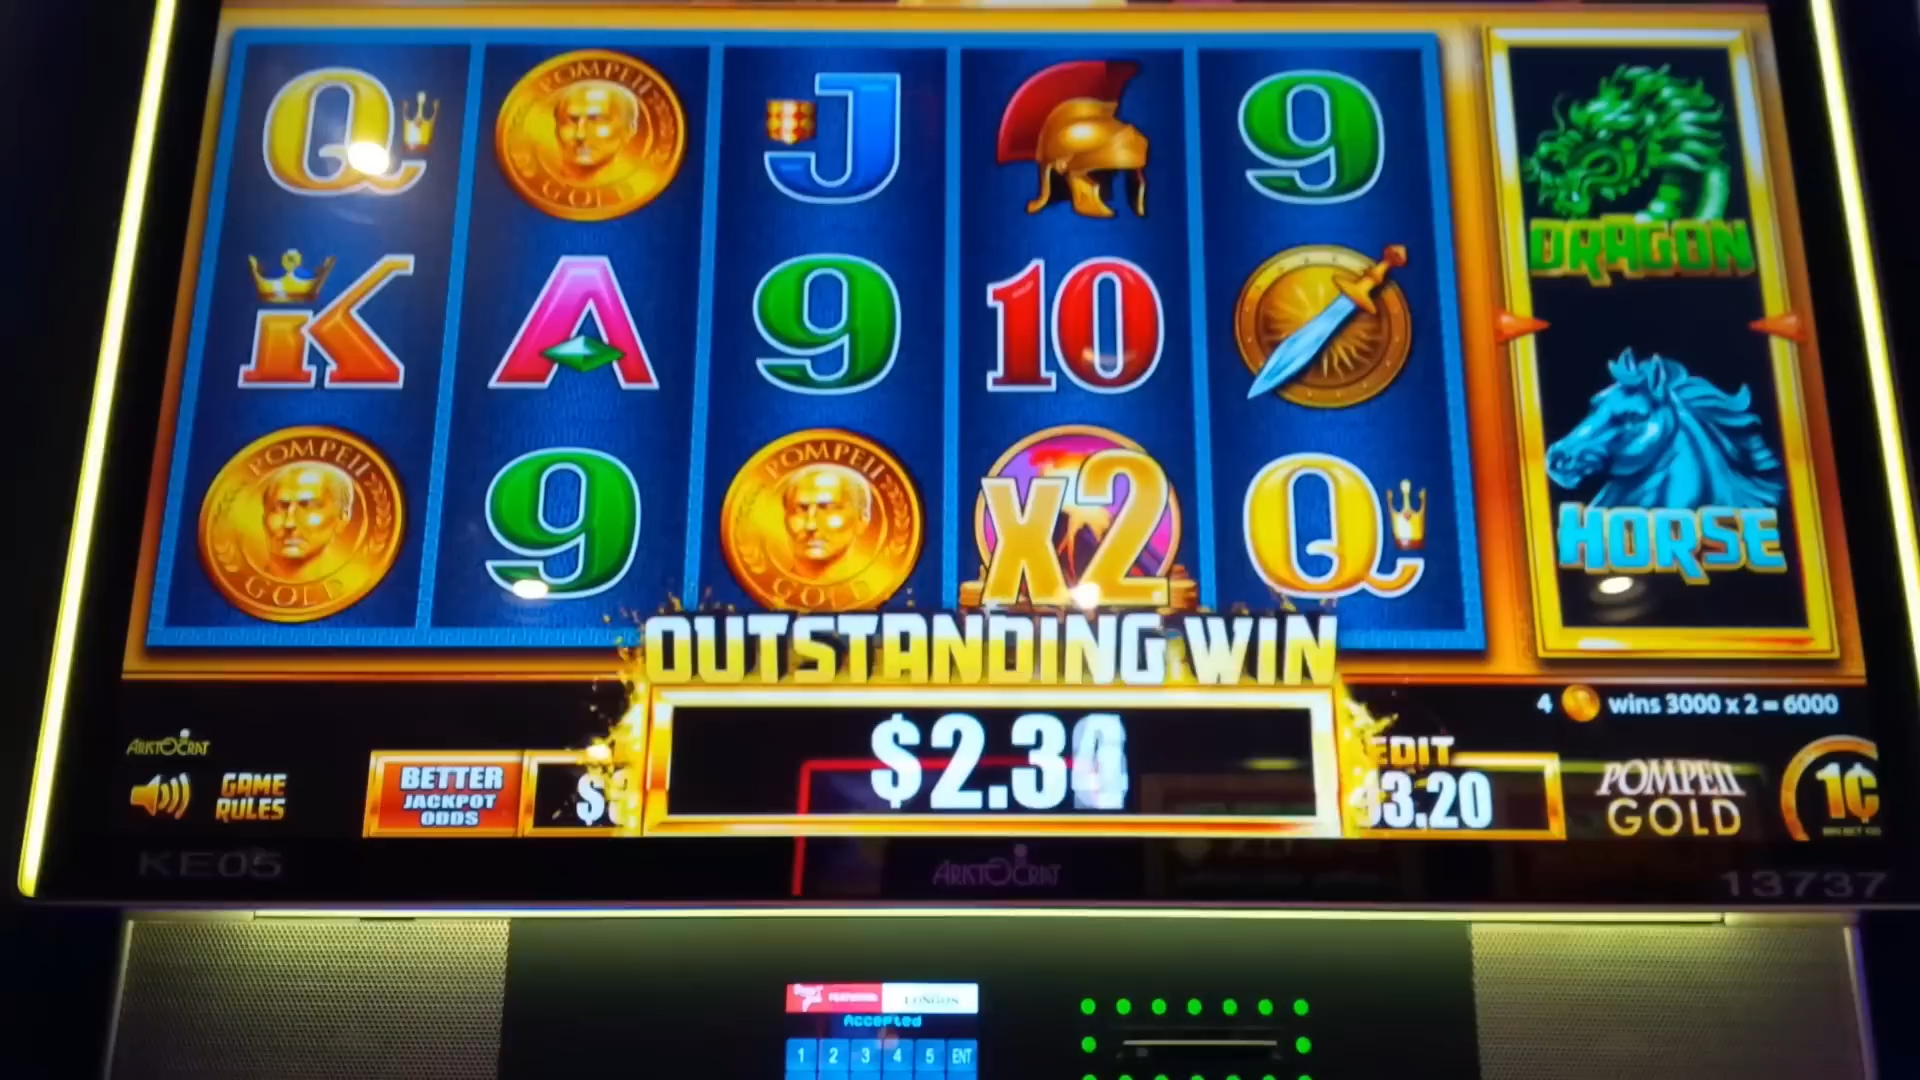 Q
POMPEII
GOLD
J
9
K
A
9
10
POMPEII
GOLD
9
POMPEII
GOLD
x2
Q
DRAGON
HORSE
OUTSTANDING WIN
4 wins 3000 x 2 = 6000
ARISTOCRAT
GAME
RULES
BETTER
JACKPOT
ODDS
3.20
POMPEII
GOLD
1¢
KE05
ARISTOCRAT
13737
Accepted
1 2 3 4 5 ENT